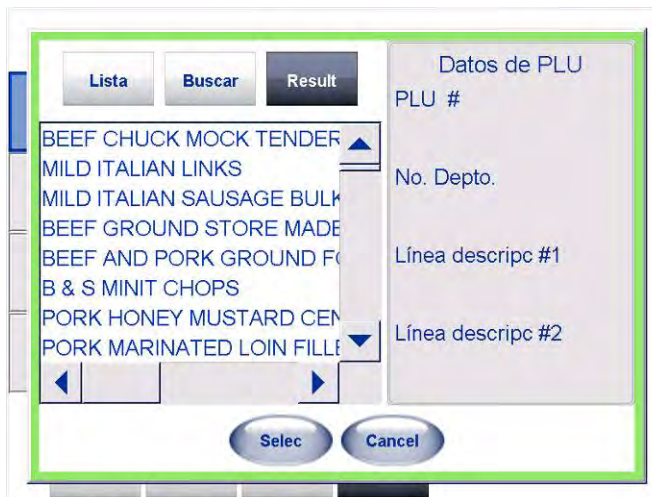 Lista
Buscar
Result
BEEF CHUCK MOCK TENDER
MILD ITALIAN LINKS
MILD ITALIAN SAUSAGE BULK
BEEF GROUND STORE MADE
BEEF AND PORK GROUND
B & S MINIT CHOPS
PORK HONEY MUSTARD CEN
PORK MARINATED LOIN FILLE
Datos de PLU
PLU #
No. Depto.
Línea descripc #1
Línea descripc #2
Selec
Cancel